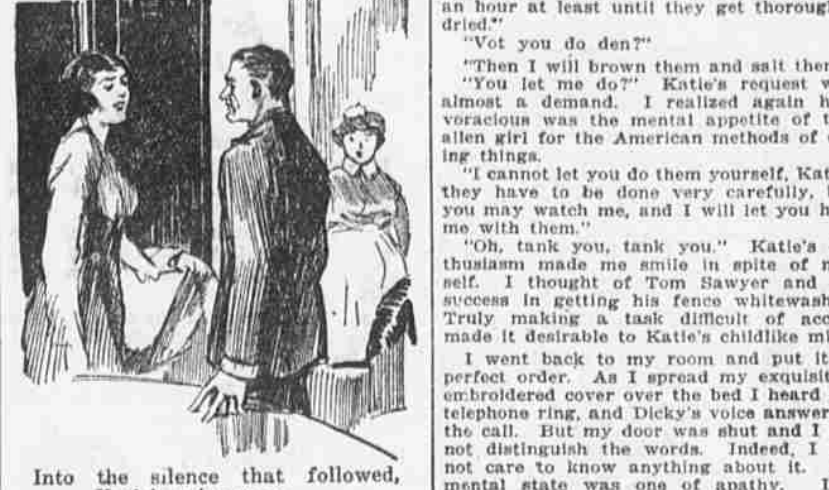 Into the silence that followed,
an hour at least until they get thoroug
dried."
"Vot you do den?"
"Then I will brown them and salt them
"You let me do?" Katie's request w
almost a demand. I realized again h
voracious was the mental appetite of t
alien girl for the American methods of
ing things.
"I cannot let you do them yourself, Kat
they have to be done very carefully,
you may watch me, and I will let you h
me with them."
"Oh, tank you, tank you." Katie's
thusiasm made me smile in spite of m
self. I thought of Tom Sawyer and
success in getting his fence whitewash
Truly making a task difficult of acc
made it desirable to Katie's childlike mi
I went back to my room and put it
perfect order. As I spread my exquisit
embroidered cover over the bed I heard
telephone ring, and Dicky's voice answer
the call. But my door was shut and I
not distinguish the words. Indeed, I
not care to know anything about it.
mental state was one of apathy. I